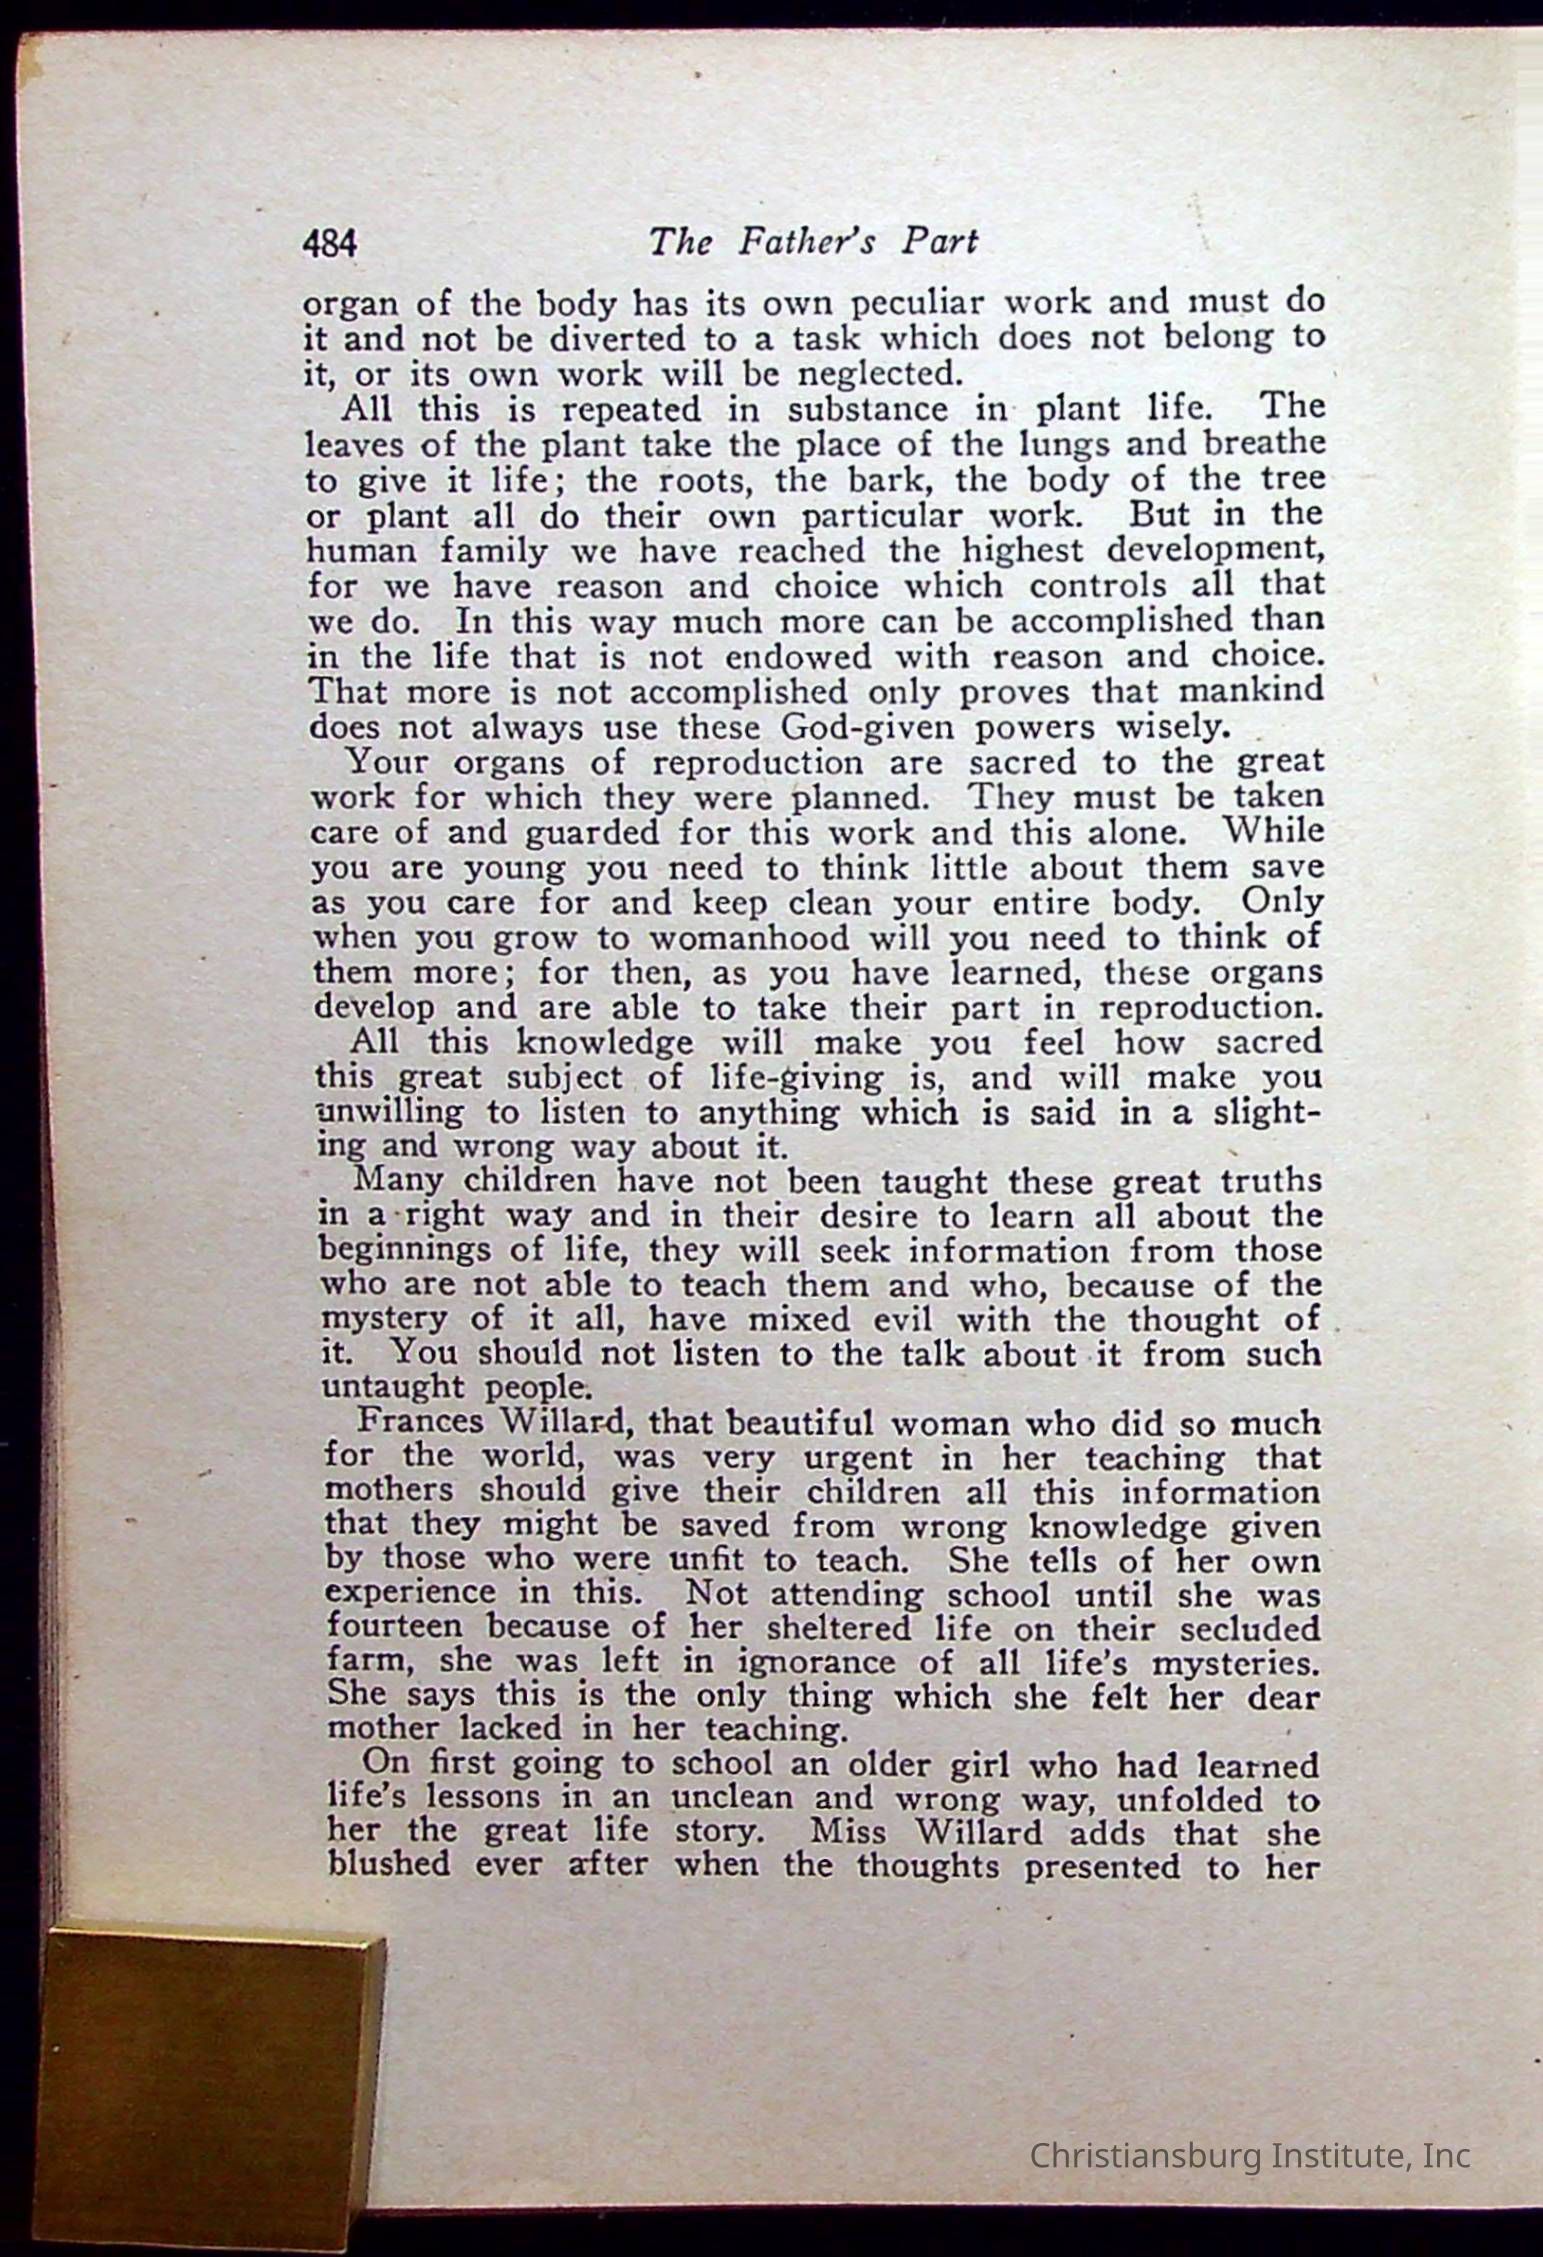 484 The Father's Part
organ of the body has its own peculiar work and must do
it and not be diverted to a task which does not belong to
it, or its own work will be neglected.
All this is repeated in substance in plant life. The
leaves of the plant take the place of the lungs and breathe
to give it life; the roots, the bark, the body of the tree
or plant all do their own particular work. But in the
human family we have reached the highest development,
for we have reason and choice which controls all that
we do. In this way much more can be accomplished than
in the life that is not endowed with reason and choice.
That more is not accomplished only proves that mankind
does not always use these God-given powers wisely.
Your organs of reproduction are sacred to the great
work for which they were planned. They must be taken
care of and guarded for this work and this alone. While
you are young you need to think little about them save
as you care for and keep clean your entire body. Only
when you grow to womanhood will you need to think of
them more; for then, as you have learned, these organs
develop and are able to take their part in reproduction.
All this knowledge will make you feel how sacred
this great subject of life-giving is, and will make you
unwilling to listen to anything which is said in a slight-
ing and wrong way about it.
Many children have not been taught these great truths
in a right way and in their desire to learn all about the
beginnings of life, they will seek information from those
who are not able to teach them and who, because of the
mystery of it all, have mixed evil with the thought of
it. You should not listen to the talk about it from such
untaught people.
Frances Willard, that beautiful woman who did so much
for the world, was very urgent in her teaching that
mothers should give their children all this information
that they might be saved from wrong knowledge given
by those who were unfit to teach. She tells of her own
experience in this. Not attending school until she was
fourteen because of her sheltered life on their secluded
farm, she was left in ignorance of all life's mysteries.
She says this is the only thing which she felt her dear
mother lacked in her teaching.
On first going to school an older girl who had learned
life's lessons in an unclean and wrong way, unfolded to
her the great life story. Miss Willard adds that she
blushed ever after when the thoughts presented to her
Christiansburg Institute, Inc